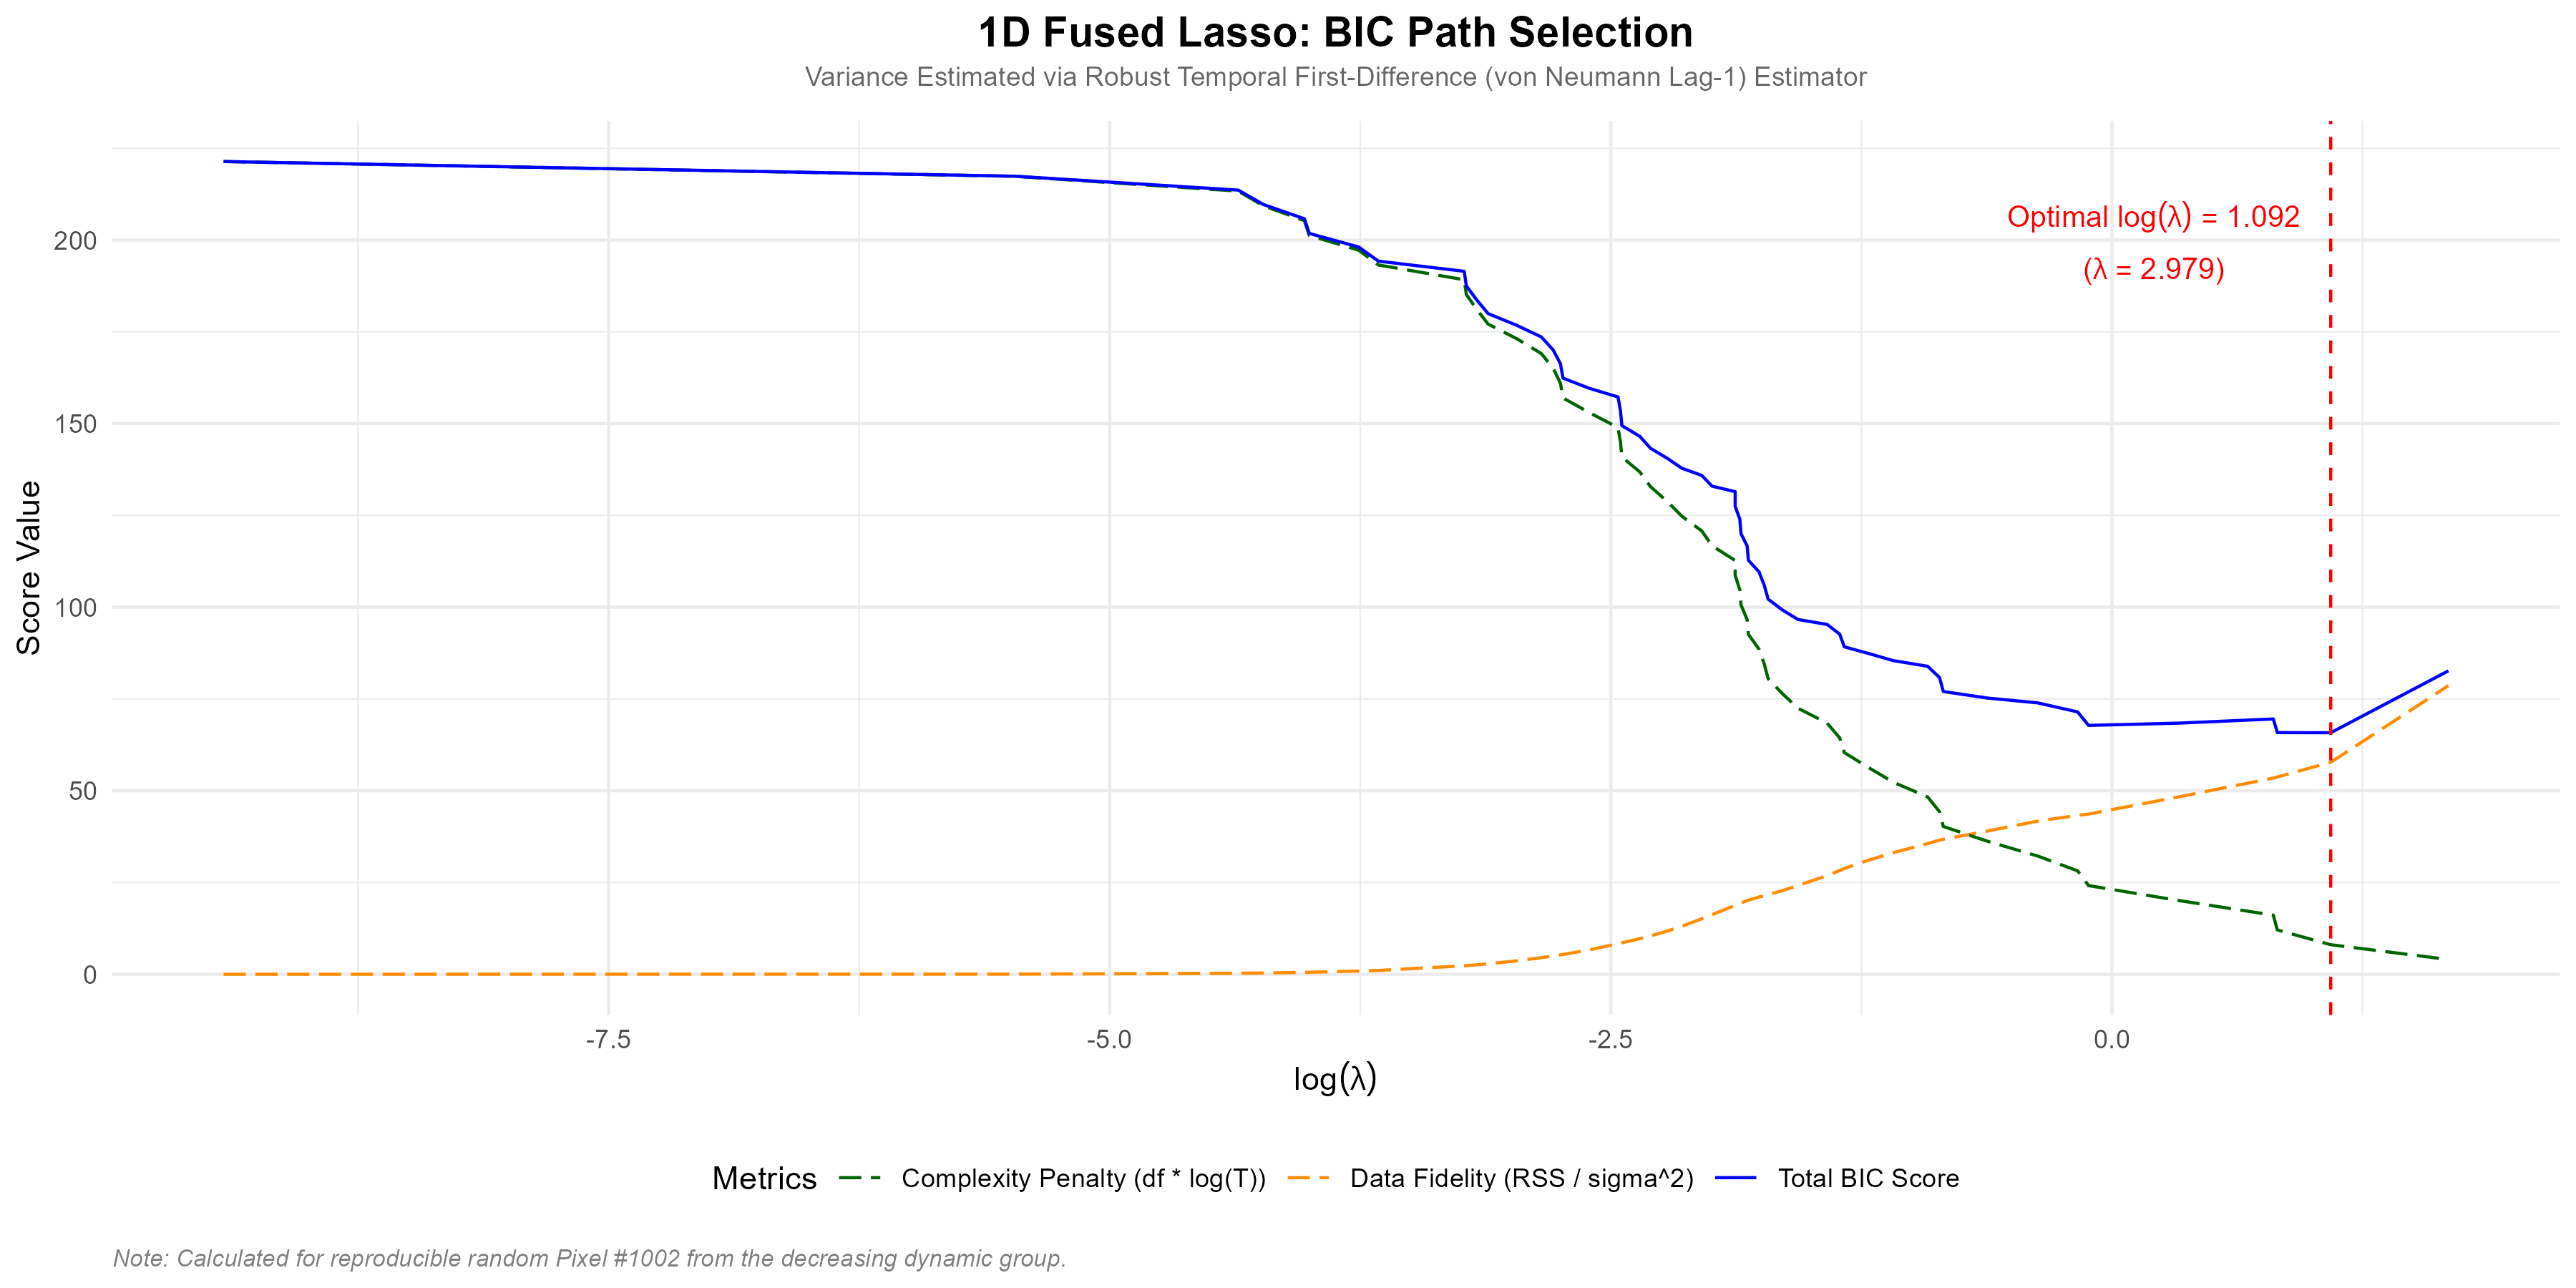 1D Fused Lasso: BIC Path Selection
Variance Estimated via Robust Temporal First-Difference (von Neumann Lag-1) Estimator
Optimal log(λ) = 1.092
(λ = 2.979)
Score Value
200
150
100
50
0
-7.5
-5.0
-2.5
0.0
log(λ)
Metrics
Complexity Penalty (df * log(T))
Data Fidelity (RSS / sigma^2)
Total BIC Score
Note: Calculated for reproducible random Pixel #1002 from the decreasing dynamic group.